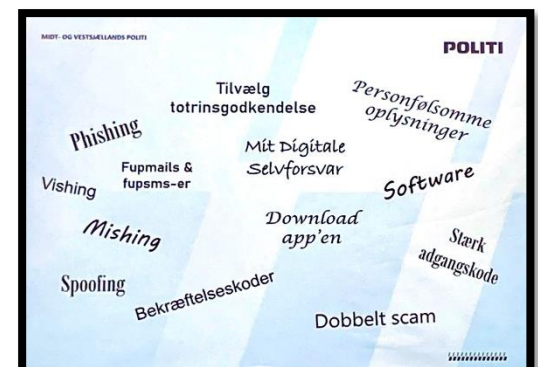 MIDT- OG VESTSJÆLLANDS POLITI
POLITI
Tilvælg
totrinsgodkendelse
Personfølsomme
oplysninger
Phishing
Mit Digitale
Selvforsvar
Fupmails &
fupsms-er
Software
Vishing
Mishing
Download
app'en
Stærk
adgangskode
Spoofing
Bekræftelseskoder
Dobbelt scam